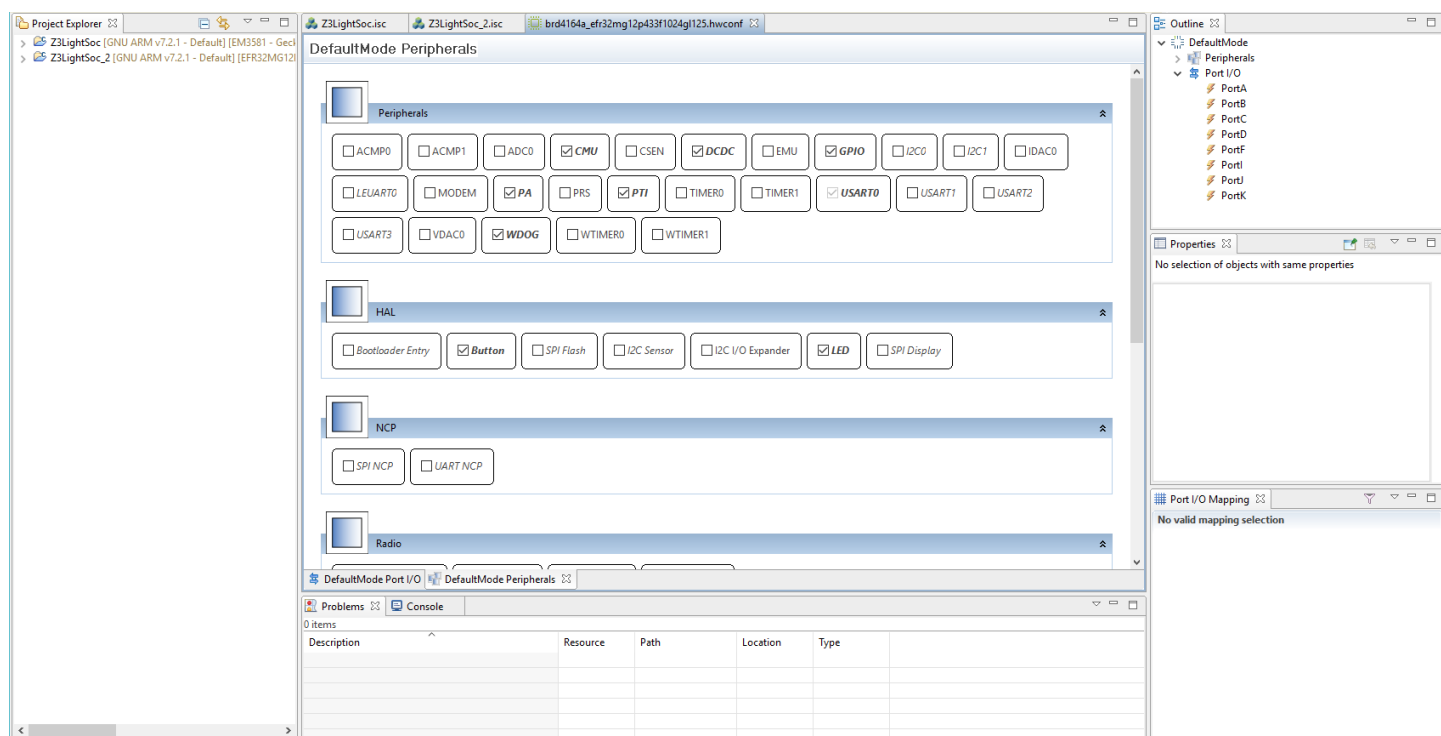 Project Explorer
Z3LightSoc [GNU ARM v7.2.1 - Default] [EM3581 - Geck
Z3LightSoc_2 [GNU ARM v7.2.1 - Default] [EFR32MG12
Z3LightSoc.isc
Z3LightSoc_2.isc
brd4164a_efr32mg12p433f1024gl125.hwconf
DefaultMode Peripherals
Peripherals
ACMP0 ACMP1 ADC0 CMU CSEN DCDC EMU GPIO I2C0 I2C1 IDAC0
LEUART0 MODEM PA PRS PTI TIMER0 TIMER1 USART0 USART1 USART2
USART3 VDAC0 WDOG WTIMER0 WTIMER1
HAL
Bootloader Entry Button SPI Flash I2C Sensor I2C I/O Expander LED SPI Display
NCP
SPI NCP UART NCP
Radio
DefaultMode Port I/O DefaultMode Peripherals
Problems Console
0 items
Description Resource Path Location Type
Outline
DefaultMode
Peripherals
Port I/O
PortA
PortB
PortC
PortD
PortF
PortI
PortJ
PortK
Properties
No selection of objects with same properties
Port I/O Mapping
No valid mapping selection